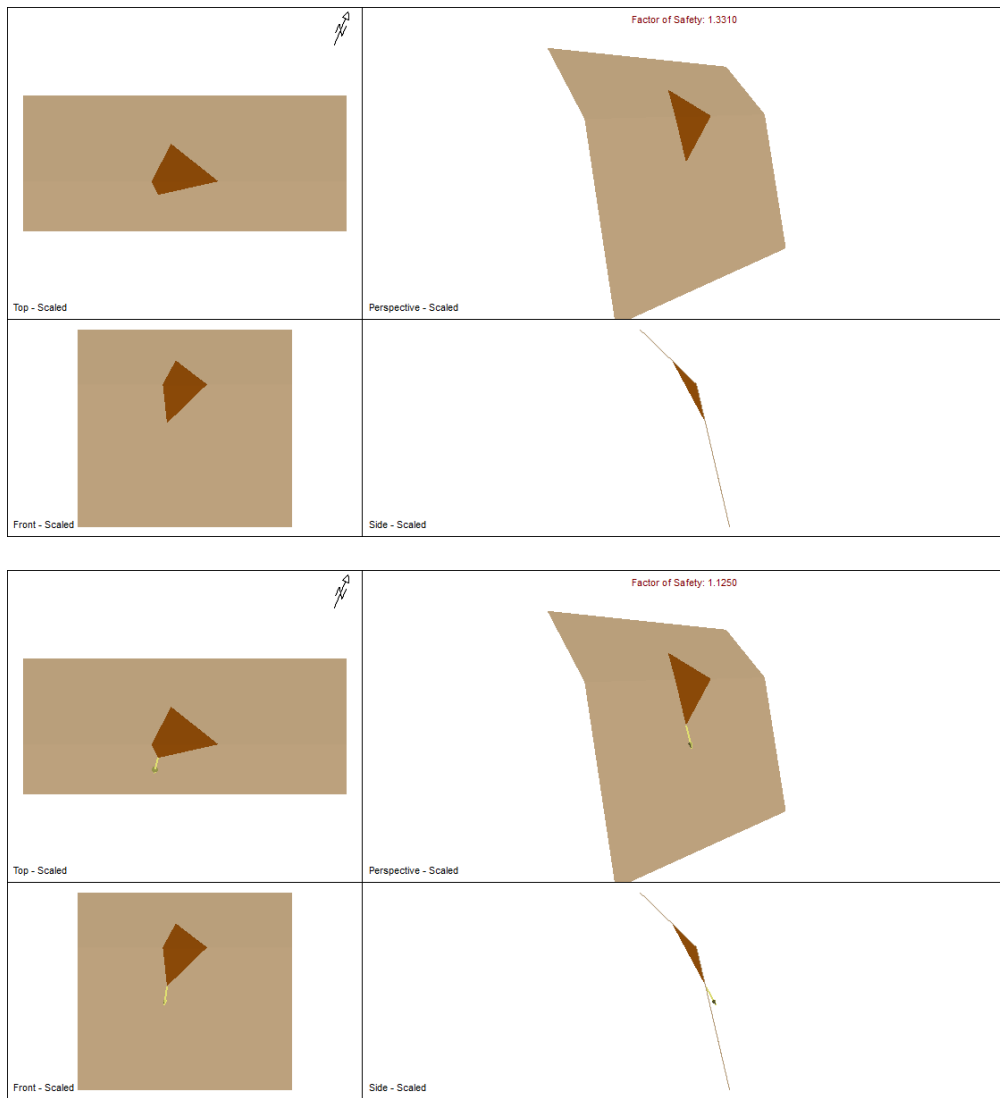 N
Factor of Safety: 1.3310
Top - Scaled
Perspective - Scaled
Front - Scaled
Side - Scaled
N
Factor of Safety: 1.1250
Top - Scaled
Perspective - Scaled
Front - Scaled
Side - Scaled